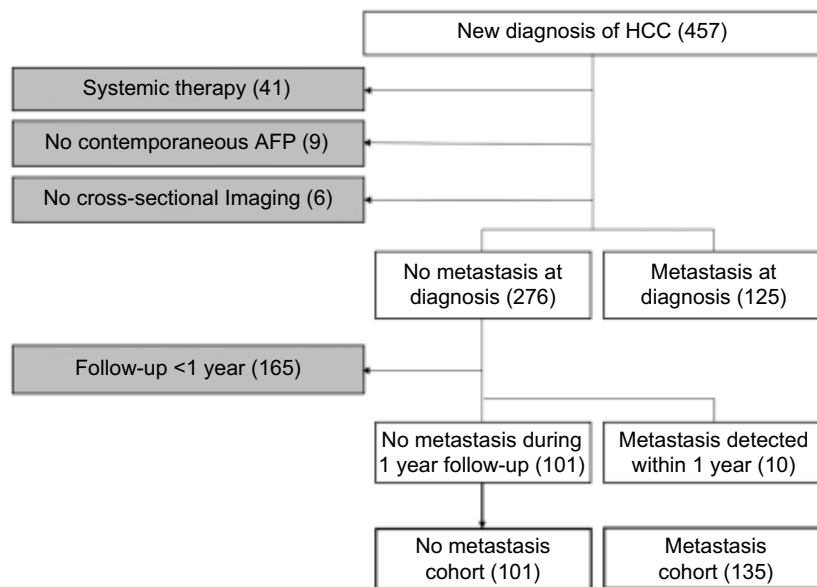 New diagnosis of HCC (457)
Systemic therapy (41)
No contemporaneous AFP (9)
No cross-sectional Imaging (6)
No metastasis at
diagnosis (276)
Metastasis at
diagnosis (125)
Follow-up <1 year (165)
No metastasis during
1 year follow-up (101)
Metastasis detected
within 1 year (10)
No metastasis
cohort (101)
Metastasis
cohort (135)